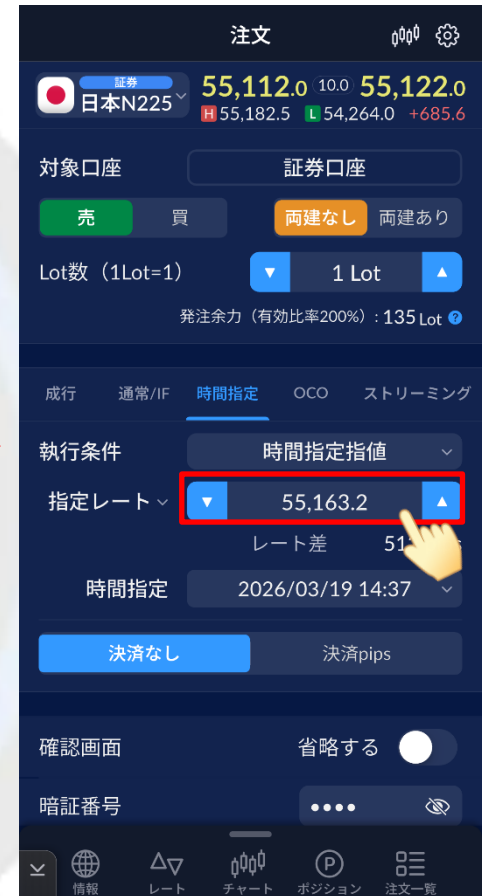 注文
証券
日本N225
55,112.0 10.0 55,122.0
H 55,182.5 L 54,264.0 +685.6
対象口座 証券口座
売 買 両建なし 両建あり
Lot数（1Lot=1） ▼ 1 Lot ▲
発注余力（有効比率200%）: 135 Lot ?
成行 通常/IF 時間指定 OCO ストリーミング
執行条件 時間指定指値
指定レート ▼ 55,163.2 ▲
レート差
時間指定 2026/03/19 14:37
決済なし 決済pips
確認画面 省略する
暗証番号 ••••
情報 レート チャート P ポジション 注文一覧